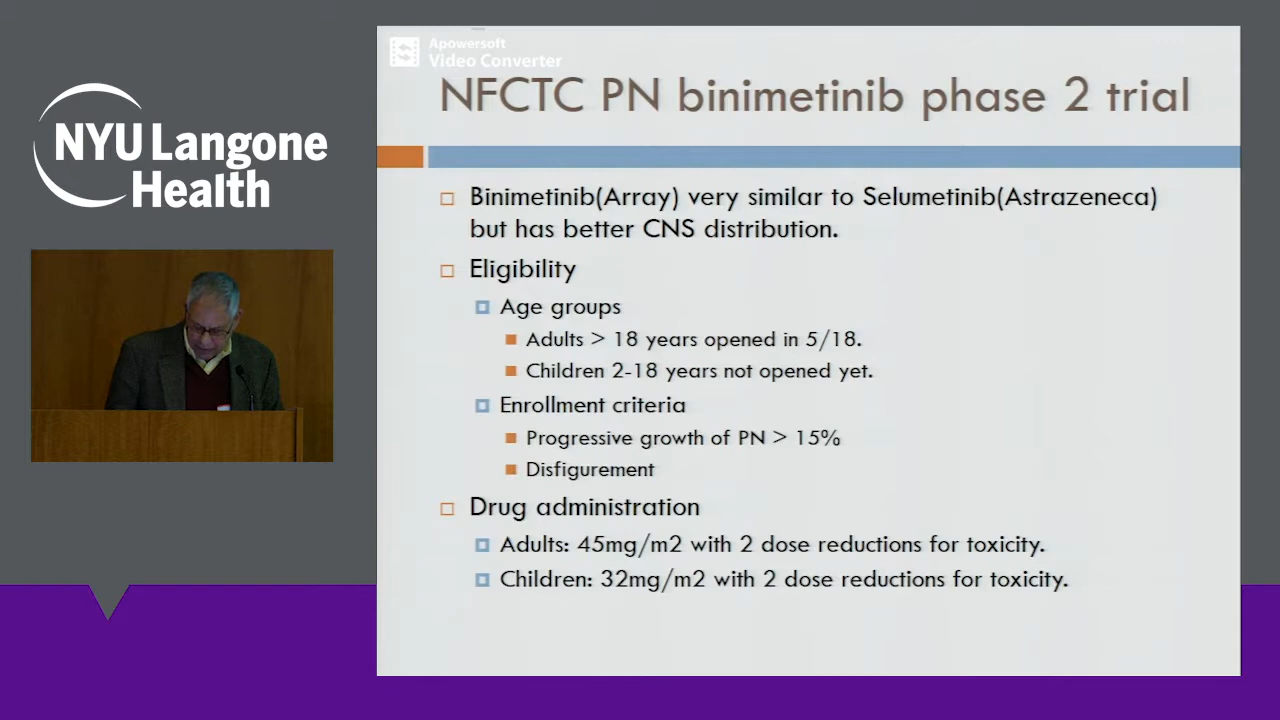 Apowersoft
Video Converter
NYU Langone
Health
NFCTC PN binimetinib phase 2 trial
Binimetinib(Array) very similar to Selumetinib(Astrazeneca)
but has better CNS distribution.
Eligibility
Age groups
Adults > 18 years opened in 5/18.
Children 2-18 years not opened yet.
Enrollment criteria
Progressive growth of PN > 15%
Disfigurement
Drug administration
Adults: 45mg/m2 with 2 dose reductions for toxicity.
Children: 32mg/m2 with 2 dose reductions for toxicity.